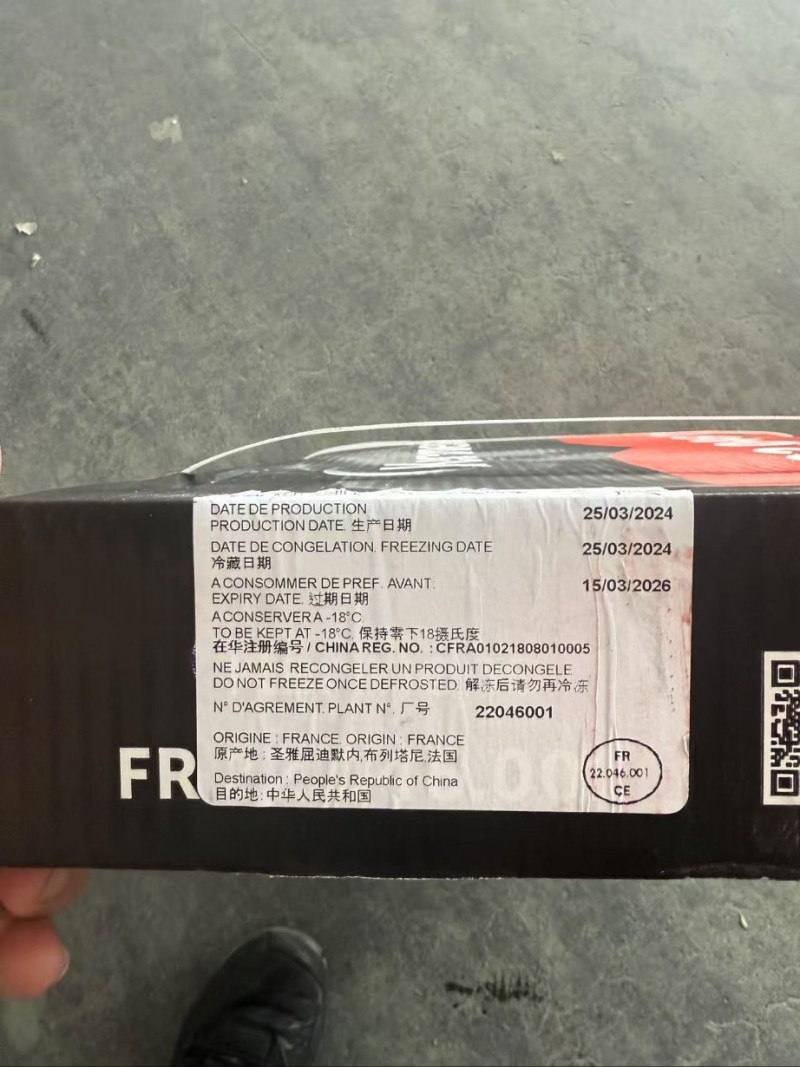 DATE DE PRODUCTION
PRODUCTION DATE. 生产日期 25/03/2024
DATE DE CONGELATION. FREEZING DATE 25/03/2024
冷藏日期
A CONSOMMER DE PREF. AVANT.
EXPIRY DATE. 过期日期 15/03/2026
A CONSERVER A -18°C.
TO BE KEPT AT -18°C. 保持零下18摄氏度
在华注册编号 / CHINA REG. NO. : CFRA01021808010005
NE JAMAIS RECONGELER UN PRODUIT DECONGELE.
DO NOT FREEZE ONCE DEFROSTED. 解冻后请勿再冷冻
N° D'AGREMENT. PLANT N°. 厂号 22046001
ORIGINE : FRANCE. ORIGIN : FRANCE
原产地 : 圣雅屈迪默内,布列塔尼,法国
Destination : People's Republic of China
目的地: 中华人民共和国
FR
22.046.001
CE
FR